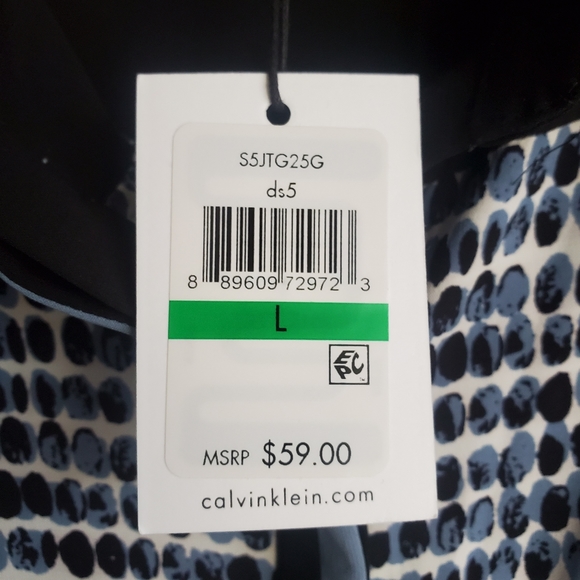 S5JTG25G
ds5
8 89609 72972 3
L
EPC
MSRP $59.00
calvinklein.com